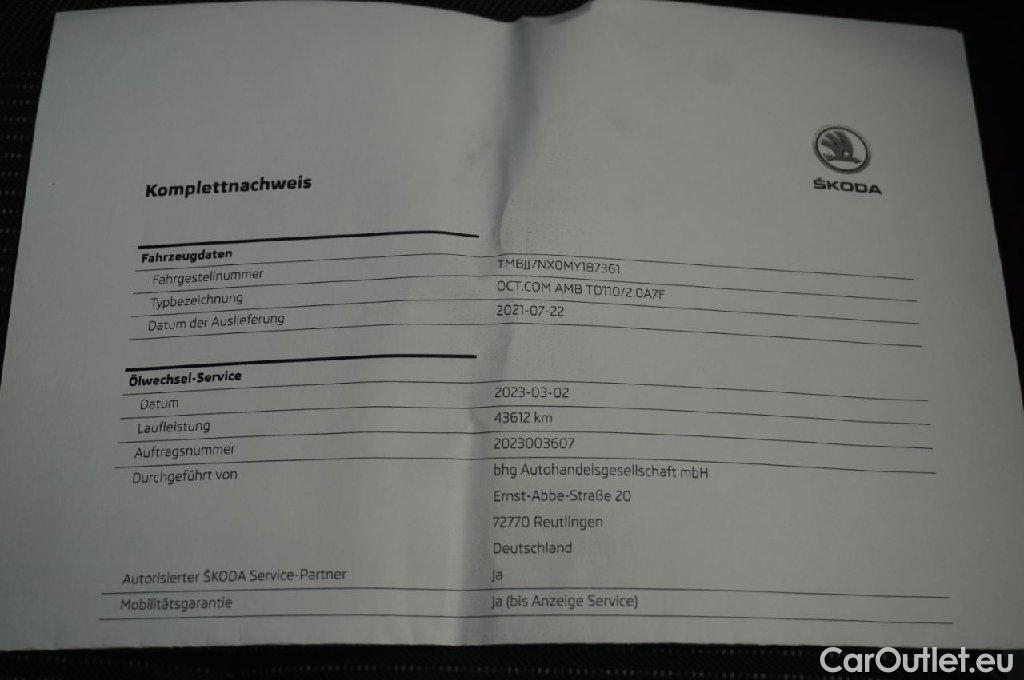 ŠKODA
Komplettnachweis
Fahrzeugdaten
Fahrgestellnummer TMBJJ7NX0MY187361
Typbezeichnung OCT.COM AMB TD110/2.0A7F
Datum der Auslieferung 2021-07-22
Ölwechsel-Service
Datum 2023-03-02
Laufleistung 43612 km
Auftragsnummer 2023003607
Durchgeführt von bhg Autohandelsgesellschaft mbH
Ernst-Abbe-Straße 20
72770 Reutlingen
Deutschland
Autorisierter ŠKODA Service-Partner Ja
Mobilitätsgarantie Ja (bis Anzeige Service)
CarOutlet.eu